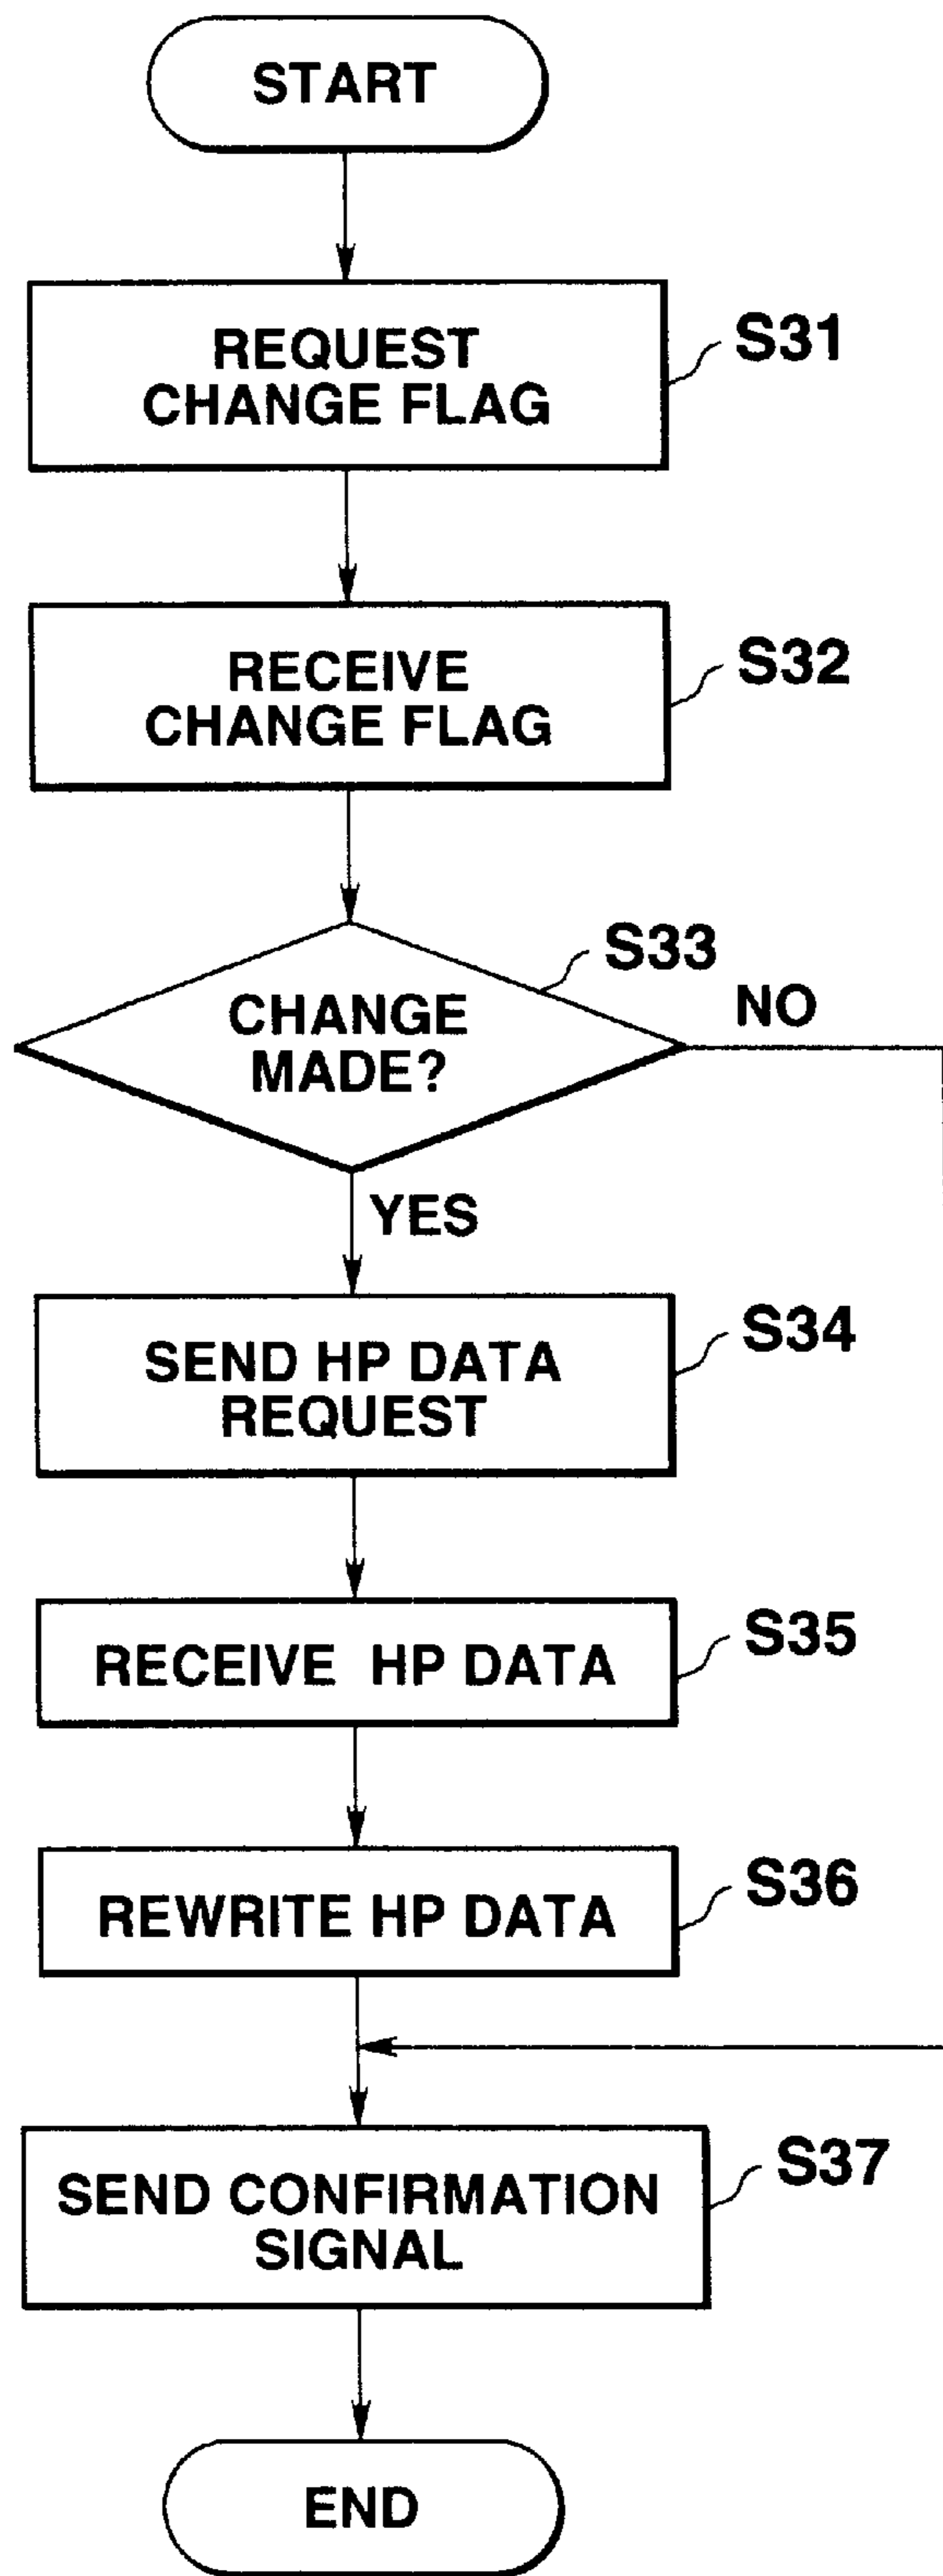 START
REQUEST
CHANGE FLAG
S31
RECEIVE
CHANGE FLAG
S32
S33
CHANGE
MADE?
NO
YES
SEND HP DATA
REQUEST
S34
RECEIVE HP DATA
S35
REWRITE HP DATA
S36
SEND CONFIRMATION
SIGNAL
S37
END